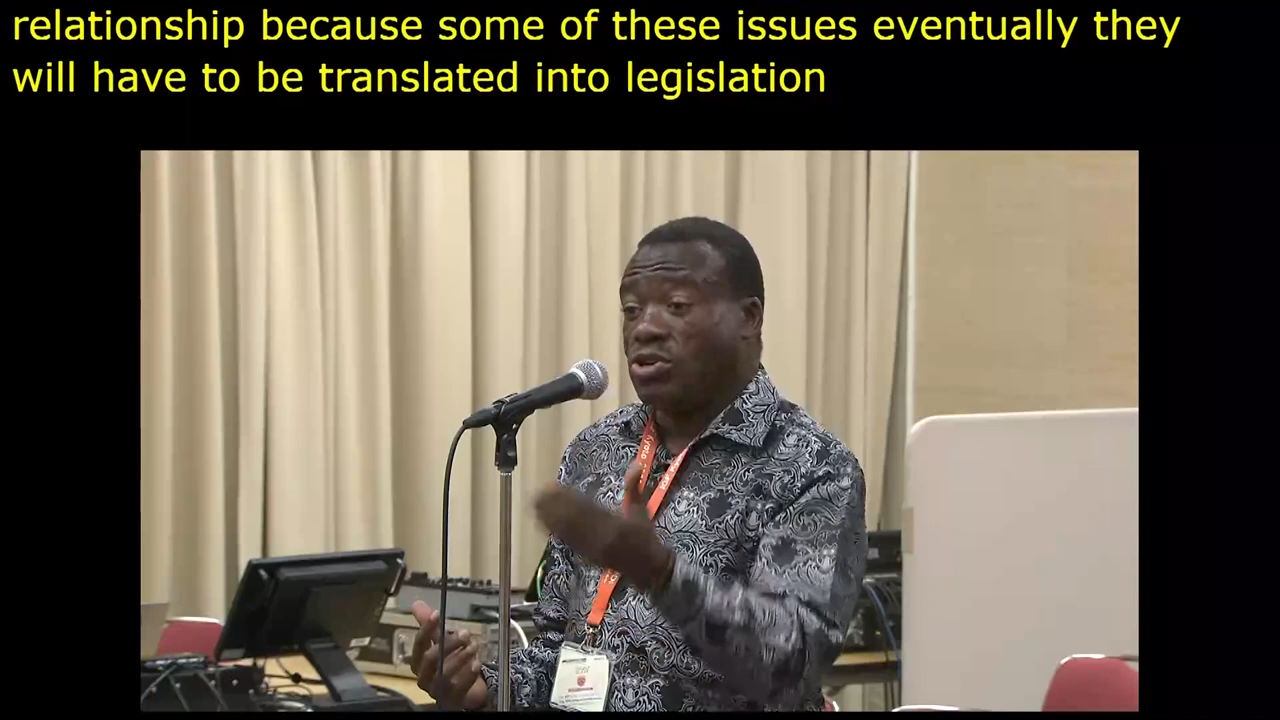 relationship because some of these issues eventually they
will have to be translated into legislation